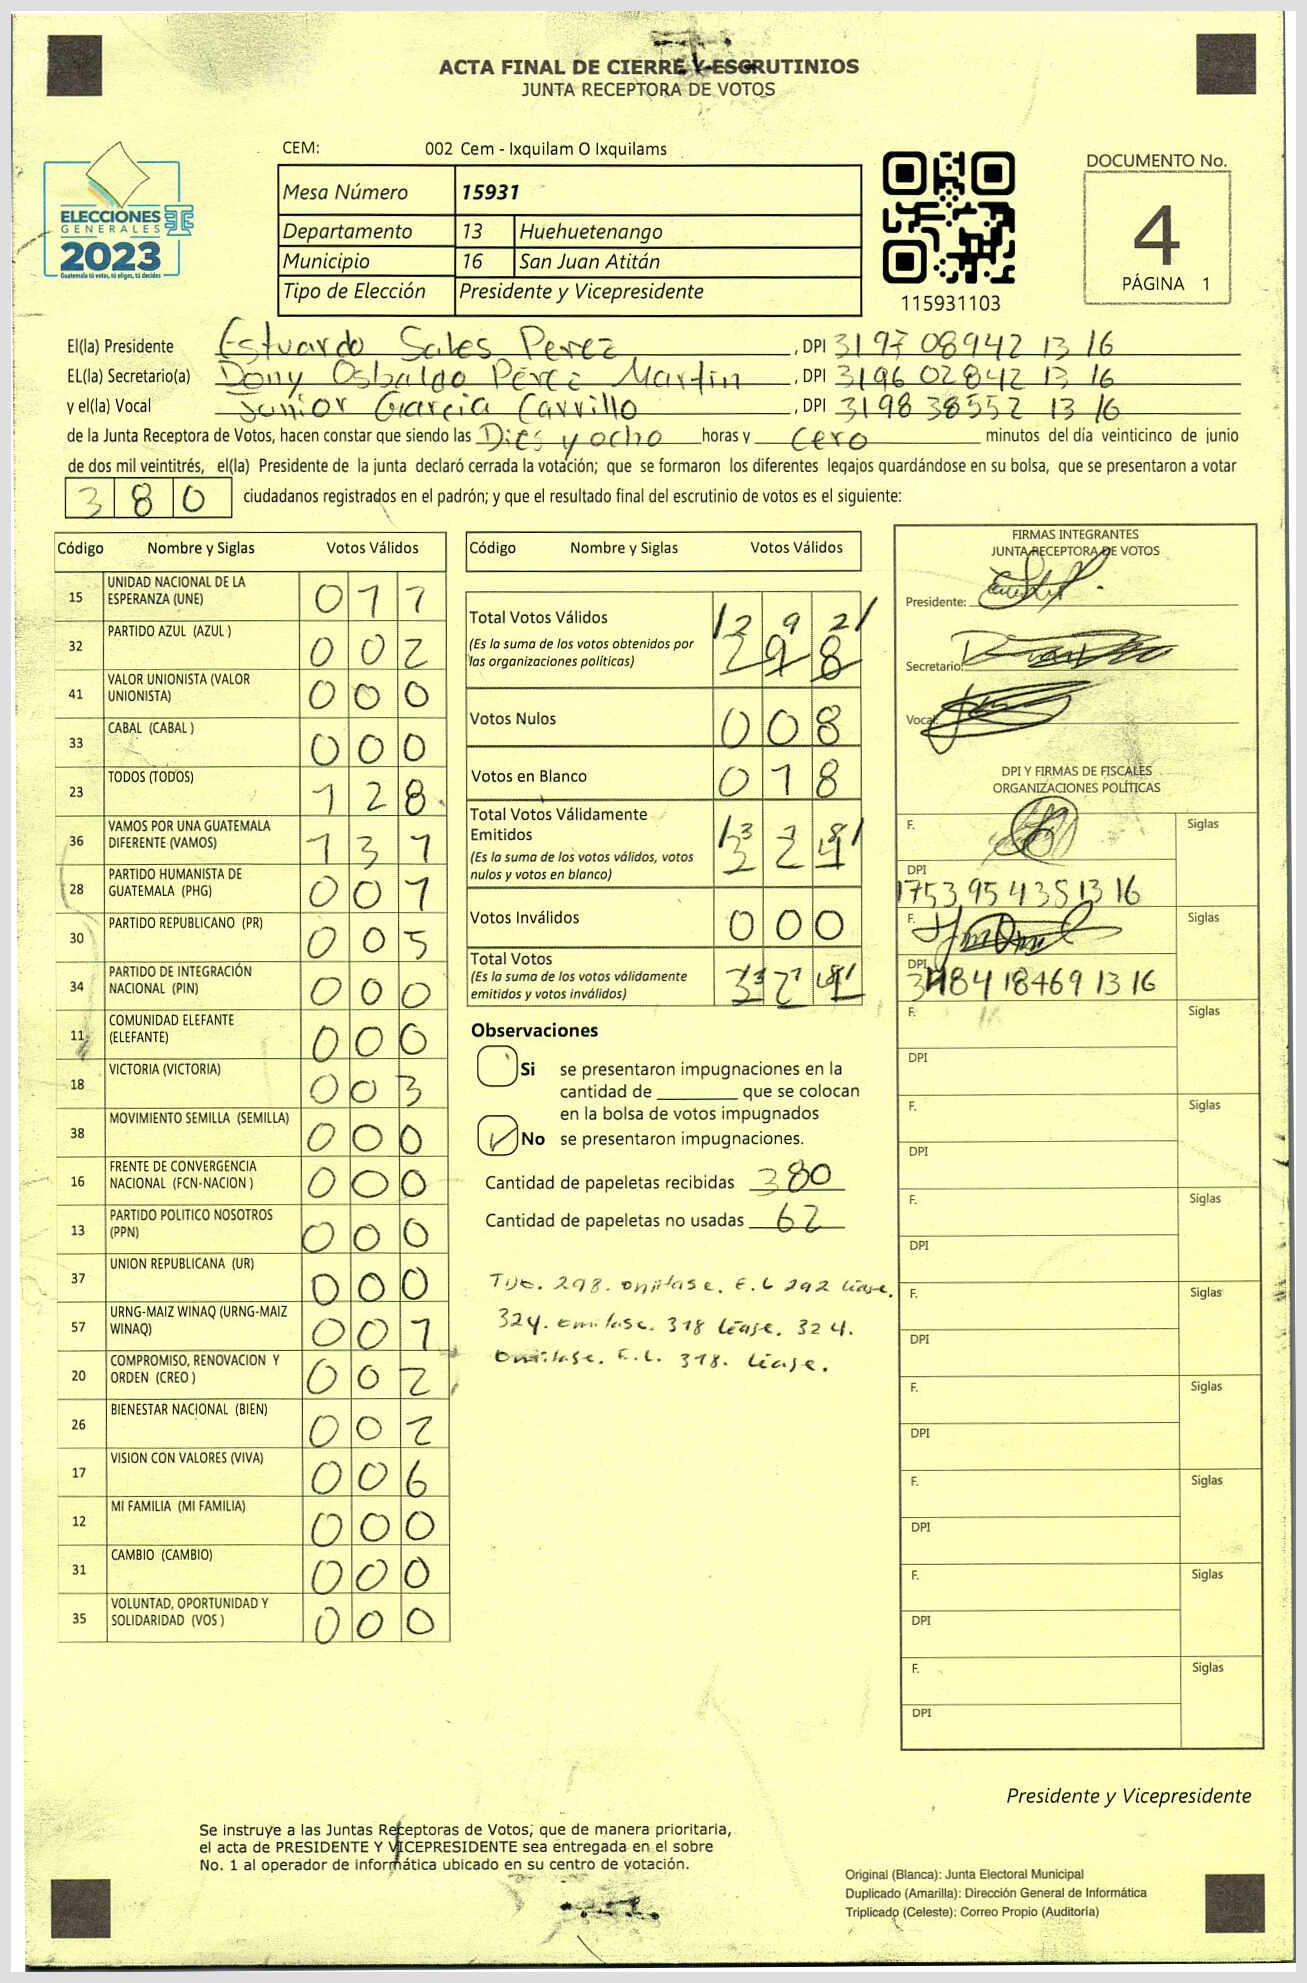 ACTA FINAL DE CIERRE Y ESCRUTINIOS
JUNTA RECEPTORA DE VOTOS
CEM: 002 Cem - Ixquilam O Ixquilams
Mesa Número 15931
Departamento 13 Huehuetenango
Municipio 16 San Juan Atitán
Tipo de Elección Presidente y Vicepresidente
ELECCIONES
GENERALES
2023
Guatemala tú votas, tú eliges, tú decides
115931103
DOCUMENTO No.
4
PÁGINA 1
El(la) Presidente Estuardo Sales Perez, DPI 3197 08942 13 16
EL(la) Secretario(a) Dony Osbaldo Pérez Martin, DPI 3196 02842 13 16
y el(la) Vocal Junior Garcia Carrillo, DPI 3198 38552 13 16
de la Junta Receptora de Votos, hacen constar que siendo las Dies y ocho horas y cero minutos del día veinticinco de junio
de dos mil veintitrés, el(la) Presidente de la junta declaró cerrada la votación; que se formaron los diferentes legajos guardándose en su bolsa, que se presentaron a votar
380 ciudadanos registrados en el padrón; y que el resultado final del escrutinio de votos es el siguiente:
Código Nombre y Siglas Votos Válidos
15 UNIDAD NACIONAL DE LA ESPERANZA (UNE) 0 1 1
32 PARTIDO AZUL (AZUL ) 0 0 2
41 VALOR UNIONISTA (VALOR UNIONISTA) 0 0 0
33 CABAL (CABAL ) 0 0 0
23 TODOS (TODOS) 1 2 8
36 VAMOS POR UNA GUATEMALA DIFERENTE (VAMOS) 1 3 1
28 PARTIDO HUMANISTA DE GUATEMALA (PHG) 0 0 1
30 PARTIDO REPUBLICANO (PR) 0 0 5
34 PARTIDO DE INTEGRACIÓN NACIONAL (PIN) 0 0 0
11 COMUNIDAD ELEFANTE (ELEFANTE) 0 0 0
18 VICTORIA (VICTORIA) 0 0 3
38 MOVIMIENTO SEMILLA (SEMILLA) 0 0 0
16 FRENTE DE CONVERGENCIA NACIONAL (FCN-NACION ) 0 0 0
13 PARTIDO POLITICO NOSOTROS (PPN) 0 0 0
37 UNION REPUBLICANA (UR) 0 0 0
57 URNG-MAIZ WINAQ (URNG-MAIZ WINAQ) 0 0 1
20 COMPROMISO, RENOVACION Y ORDEN (CREO ) 0 0 2
26 BIENESTAR NACIONAL (BIEN) 0 0 2
17 VISION CON VALORES (VIVA) 0 0 6
12 MI FAMILIA (MI FAMILIA) 0 0 0
31 CAMBIO (CAMBIO) 0 0 0
35 VOLUNTAD, OPORTUNIDAD Y SOLIDARIDAD (VOS ) 0 0 0
Código Nombre y Siglas Votos Válidos
Total Votos Válidos /2 9 2/ 2 9 8
(Es la suma de los votos obtenidos por
las organizaciones políticas)
Votos Nulos 0 0 8
Votos en Blanco 0 1 8
Total Votos Válidamente
Emitidos /3 1 8/ 3 2 4
(Es la suma de los votos válidos, votos
nulos y votos en blanco)
Votos Inválidos 0 0 0
Total Votos /3 1 8/ 3 2 4
(Es la suma de los votos válidamente
emitidos y votos inválidos)
Observaciones
Si se presentaron impugnaciones en la
cantidad de ________ que se colocan
en la bolsa de votos impugnados
No se presentaron impugnaciones.
Cantidad de papeletas recibidas 380
Cantidad de papeletas no usadas 62
298. omitase. E.L 292 léase.
324. omitase. 318 léase. 324.
omitase. E.L. 318. léase.
FIRMAS INTEGRANTES
JUNTA RECEPTORA DE VOTOS
Presidente:
Secretario:
Vocal:
DPI Y FIRMAS DE FISCALES
ORGANIZACIONES POLÍTICAS
F. Siglas
DPI
1753 95435 13 16
F. Siglas
DPI
18469 13 16
F. Siglas
DPI
F. Siglas
DPI
F. Siglas
DPI
F. Siglas
DPI
F. Siglas
DPI
F. Siglas
DPI
F. Siglas
DPI
F. Siglas
DPI
Presidente y Vicepresidente
Se instruye a las Juntas Receptoras de Votos, que de manera prioritaria,
el acta de PRESIDENTE Y VICEPRESIDENTE sea entregada en el sobre
No. 1 al operador de informática ubicado en su centro de votación.
Original (Blanca): Junta Electoral Municipal
Duplicado (Amarilla): Dirección General de Informática
Triplicado (Celeste): Correo Propio (Auditoría)